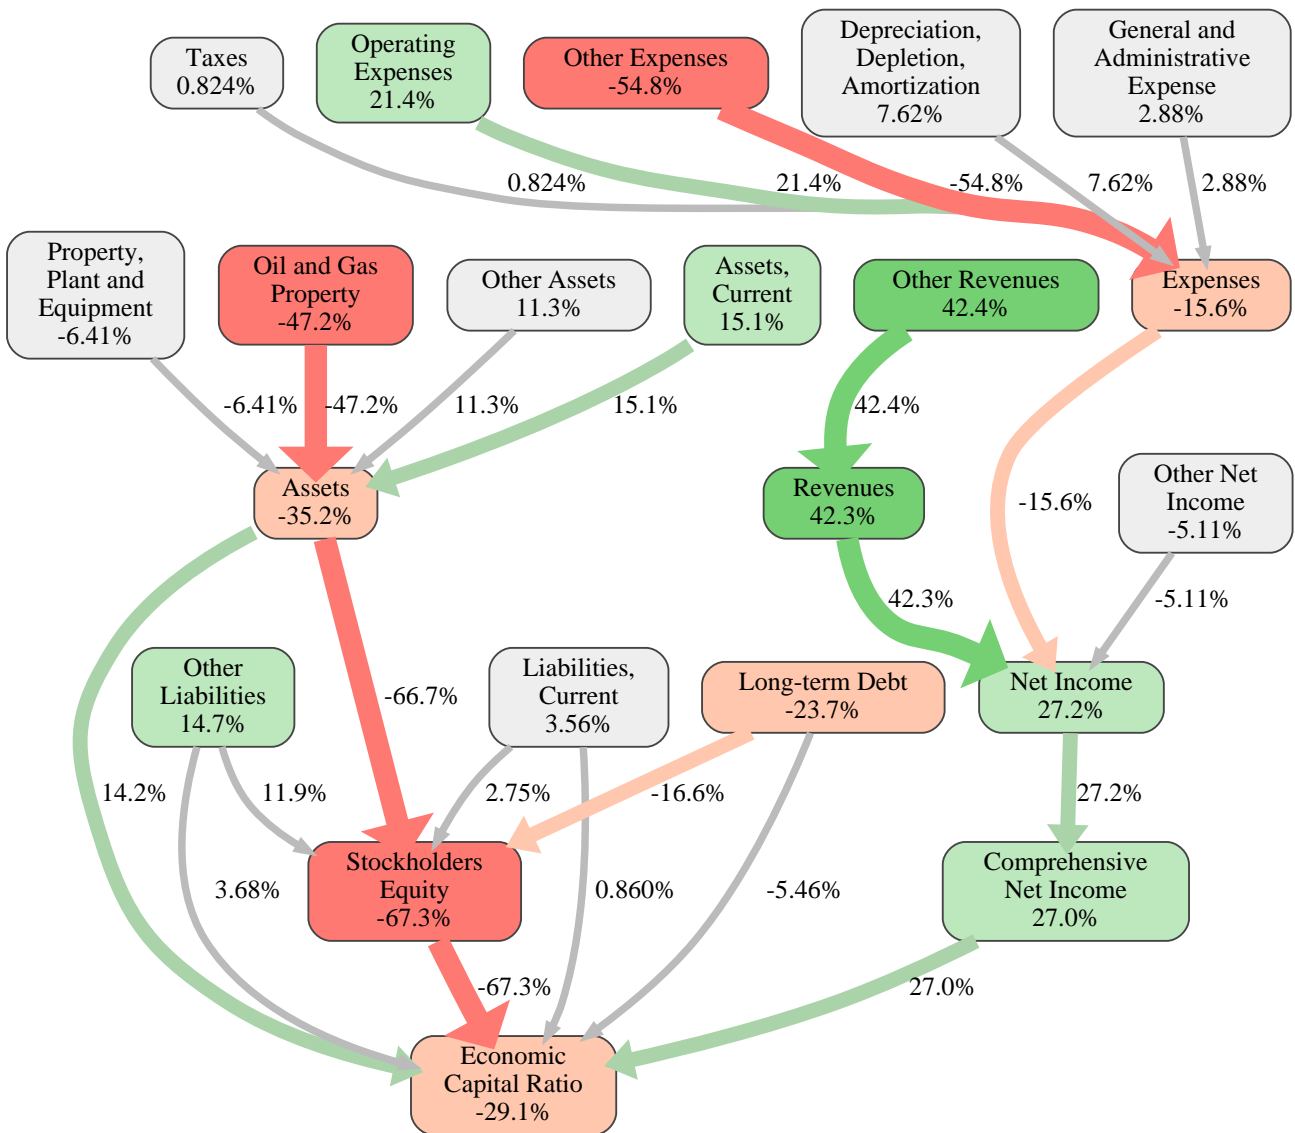 Taxes
0.824%
Operating
Expenses
21.4%
Other Expenses
-54.8%
Depreciation,
Depletion,
Amortization
7.62%
General and
Administrative
Expense
2.88%
0.824%
21.4%
-54.8%
7.62%
2.88%
Property,
Plant and
Equipment
-6.41%
Oil and Gas
Property
-47.2%
Other Assets
11.3%
Assets,
Current
15.1%
Other Revenues
42.4%
Expenses
-15.6%
-6.41%
-47.2%
11.3%
15.1%
42.4%
Assets
-35.2%
Revenues
42.3%
-15.6%
Other Net
Income
-5.11%
42.3%
-5.11%
Other
Liabilities
14.7%
-66.7%
Liabilities,
Current
3.56%
Long-term Debt
-23.7%
Net Income
27.2%
14.2%
11.9%
2.75%
-16.6%
27.2%
3.68%
Stockholders
Equity
-67.3%
0.860%
-5.46%
Comprehensive
Net Income
27.0%
-67.3%
27.0%
Economic
Capital Ratio
-29.1%